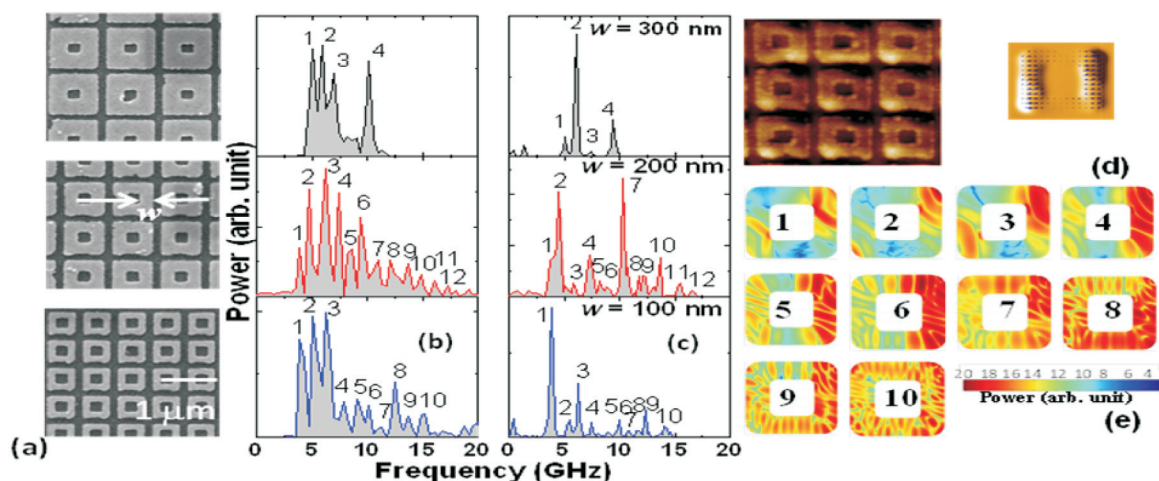 w
1 μm
(a)
Power (arb. unit)
1 2 3 4
1 2 3 4 5 6 7 8 9 10 11 12
1 2 3 4 5 6 7 8 9 10
(b)
0 5 10 15 20
w = 300 nm
1 2 3 4
w = 200 nm
1 2 3 4 5 6 7 8 9 10 11 12
w = 100 nm
1 2 3 4 5 6 7 8 9 10
(c)
0 5 10 15 20
Frequency (GHz)
(d)
1 2 3 4
5 6 7 8
9 10
20 18 16 14 12 10 8 6 4
Power (arb. unit)
(e)